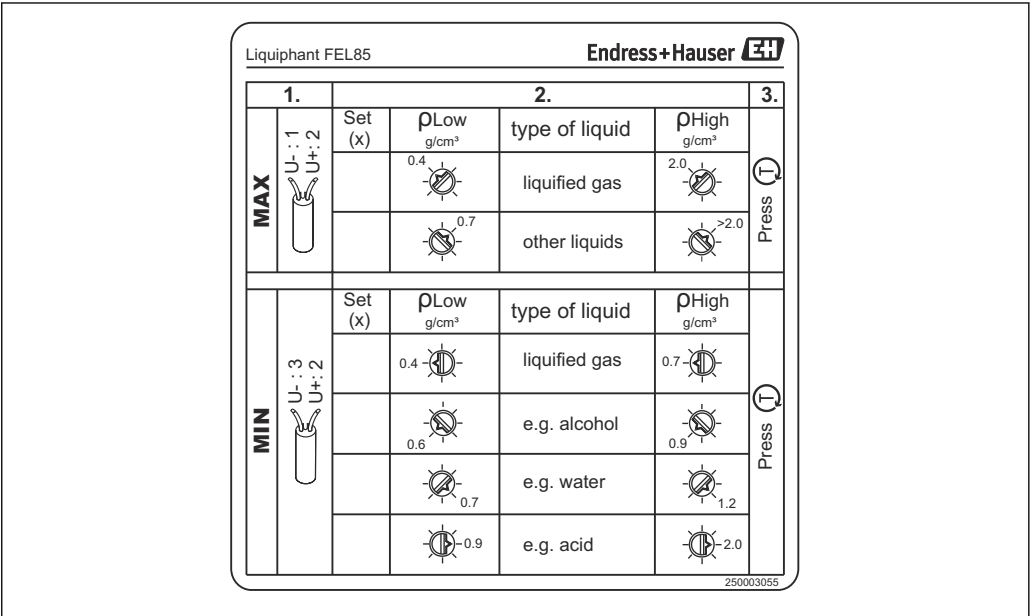 Liquiphant FEL85
Endress+Hauser EH
1. 2. 3.
MAX
U- : 1
U+: 2
Set (x) ρLow g/cm³ type of liquid ρHigh g/cm³
0.4 liquified gas 2.0
0.7 other liquids >2.0
Press T
MIN
U- : 3
U+: 2
Set (x) ρLow g/cm³ type of liquid ρHigh g/cm³
0.4 liquified gas 0.7
0.6 e.g. alcohol 0.9
0.7 e.g. water 1.2
0.9 e.g. acid 2.0
Press T
250003055